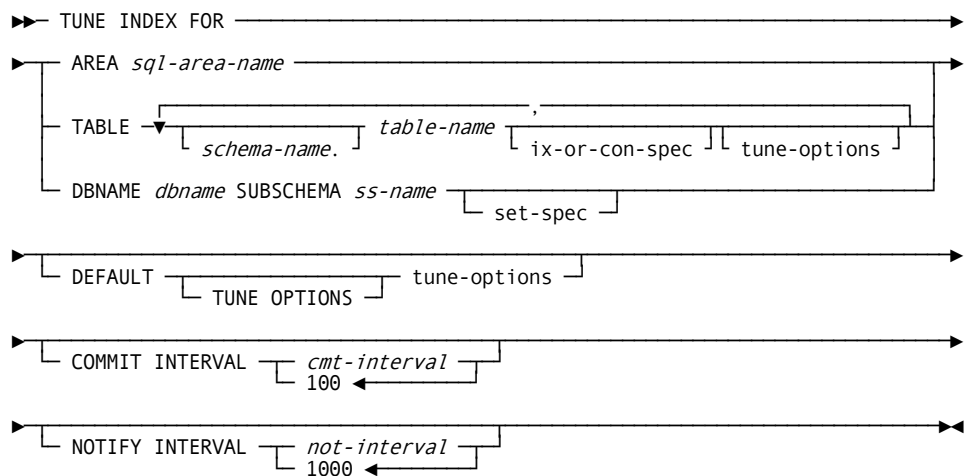 TUNE INDEX FOR
AREA sql-area-name
,
TABLE schema-name. table-name ix-or-con-spec tune-options
DBNAME dbname SUBSCHEMA ss-name set-spec
DEFAULT TUNE OPTIONS tune-options
COMMIT INTERVAL cmt-interval
100
NOTIFY INTERVAL not-interval
1000